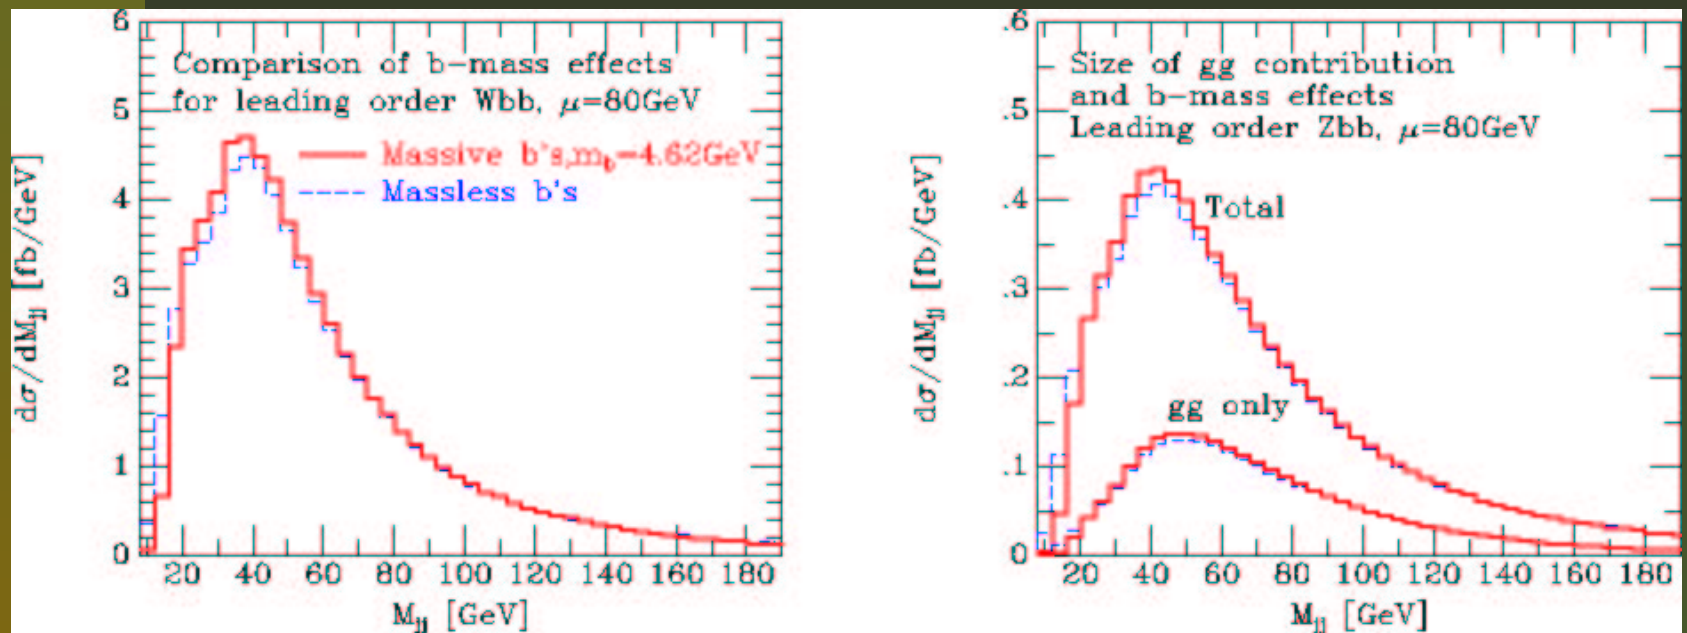 6
5
4
3
2
1
0
dσ/dM_jj [fb/GeV]
Comparison of b-mass effects
for leading order Wbb, μ=80GeV
Massive b's,m_b=4.62GeV
Massless b's
20 40 60 80 100 120 140 160 180
M_jj [GeV]
.6
.5
.4
.3
.2
.1
0
dσ/dM_jj [fb/GeV]
Size of gg contribution
and b-mass effects
Leading order Zbb, μ=80GeV
Total
gg only
20 40 60 80 100 120 140 160 180
M_jj [GeV]